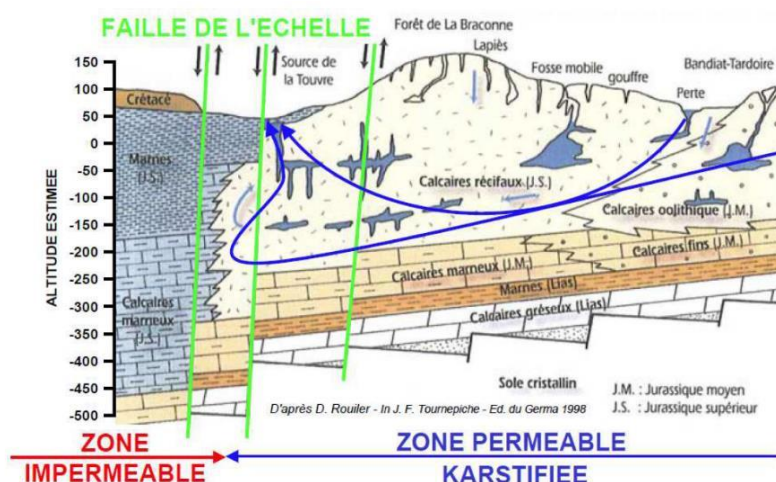 FAILLE DE L'ECHELLE
Forêt de La Braconne
Lapiès
Source de
la Touvre
Fosse mobile
gouffre
Bandiat-Tardoire
Perte
ALTITUDE ESTIMEE
150
100
50
0
-50
-100
-150
-200
-250
-300
-350
-400
-450
-500
Crétacé
Marnes
(J.S.)
Calcaires
marneux
(J.S.)
Calcaires récifaux (J.S.)
Calcaires oolithique (J.M.)
Calcaires fins (J.M.)
Calcaires marneux (J.M.)
Marnes (Lias)
Calcaires gréseux (Lias)
Sole cristallin
J.M. : Jurassique moyen
J.S. : Jurassique supérieur
D'après D. Rouiler - In J. F. Tournepiche - Ed. du Germa 1998
ZONE
IMPERMEABLE
ZONE PERMEABLE
KARSTIFIEE